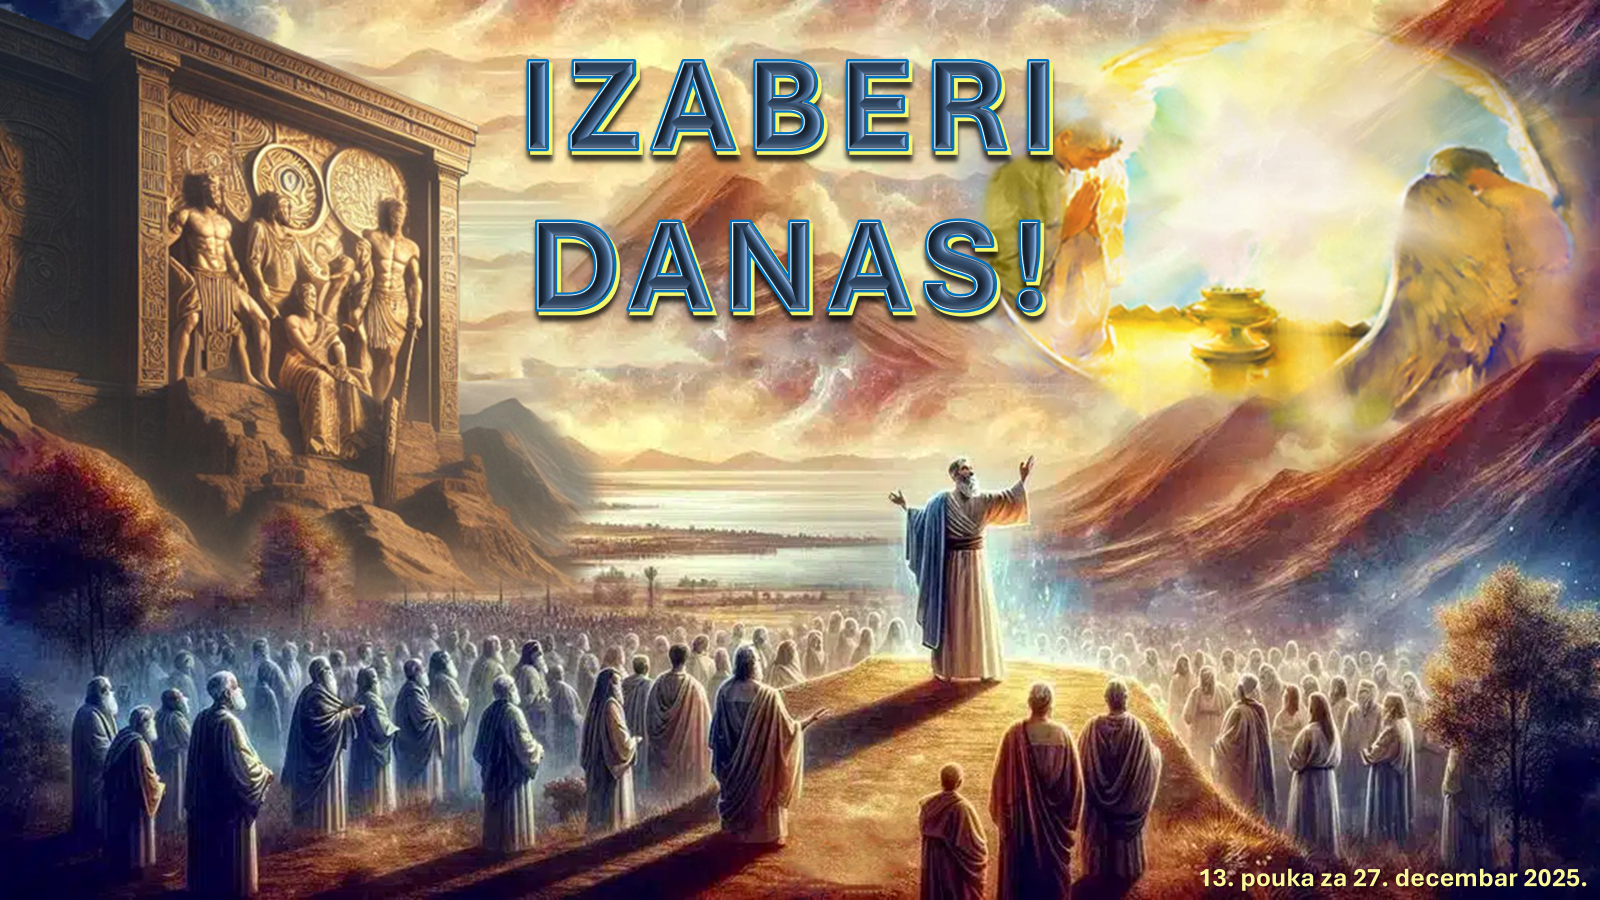 IZABERI
DANAS!
13. pouka za 27. decembar 2025.